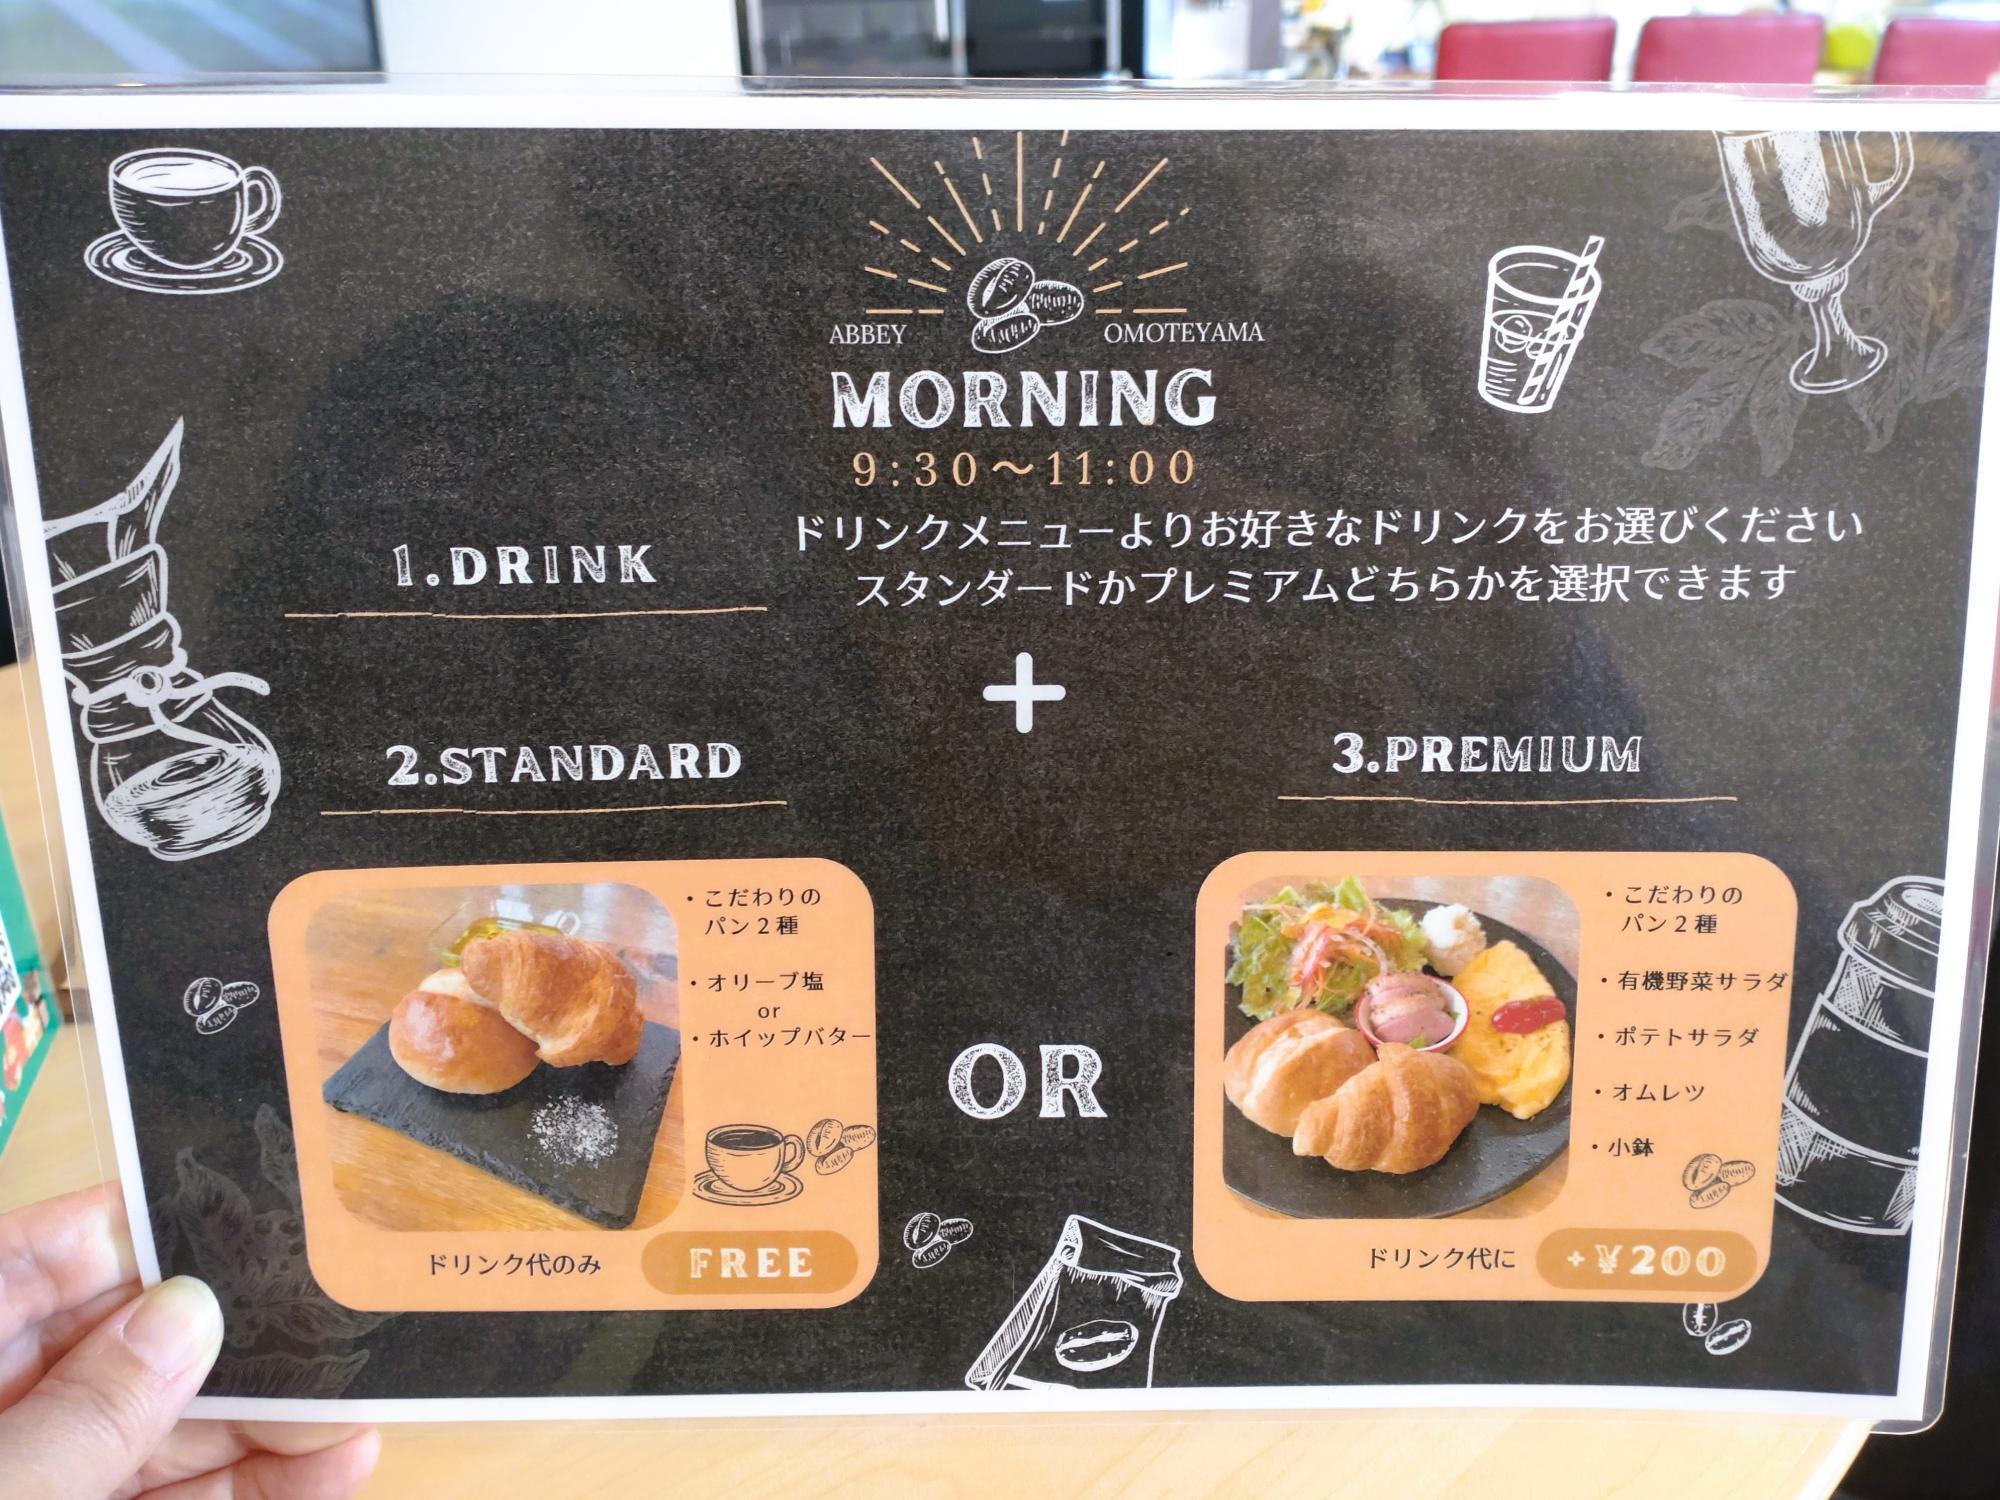 ABBEY OMOTEYAMA
MORNING
9:30〜11:00
1.DRINK
ドリンクメニューよりお好きなドリンクをお選びください
スタンダードかプレミアムどちらかを選択できます
+
2.STANDARD
・こだわりの
パン2種
・オリーブ塩
or
・ホイップバター
ドリンク代のみ
FREE
OR
3.PREMIUM
・こだわりの
パン2種
・有機野菜サラダ
・ポテトサラダ
・オムレツ
・小鉢
ドリンク代に
+¥200